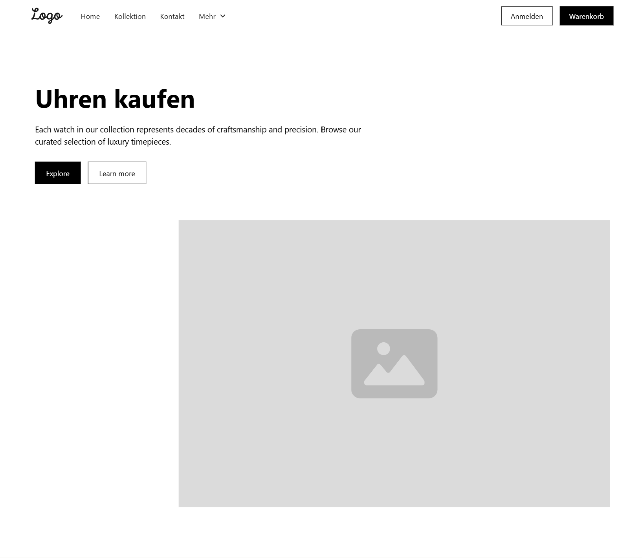 Logo
Home
Kollektion
Kontakt
Mehr
Anmelden
Warenkorb
Uhren kaufen
Each watch in our collection represents decades of craftsmanship and precision. Browse our
curated selection of luxury timepieces.
Explore
Learn more